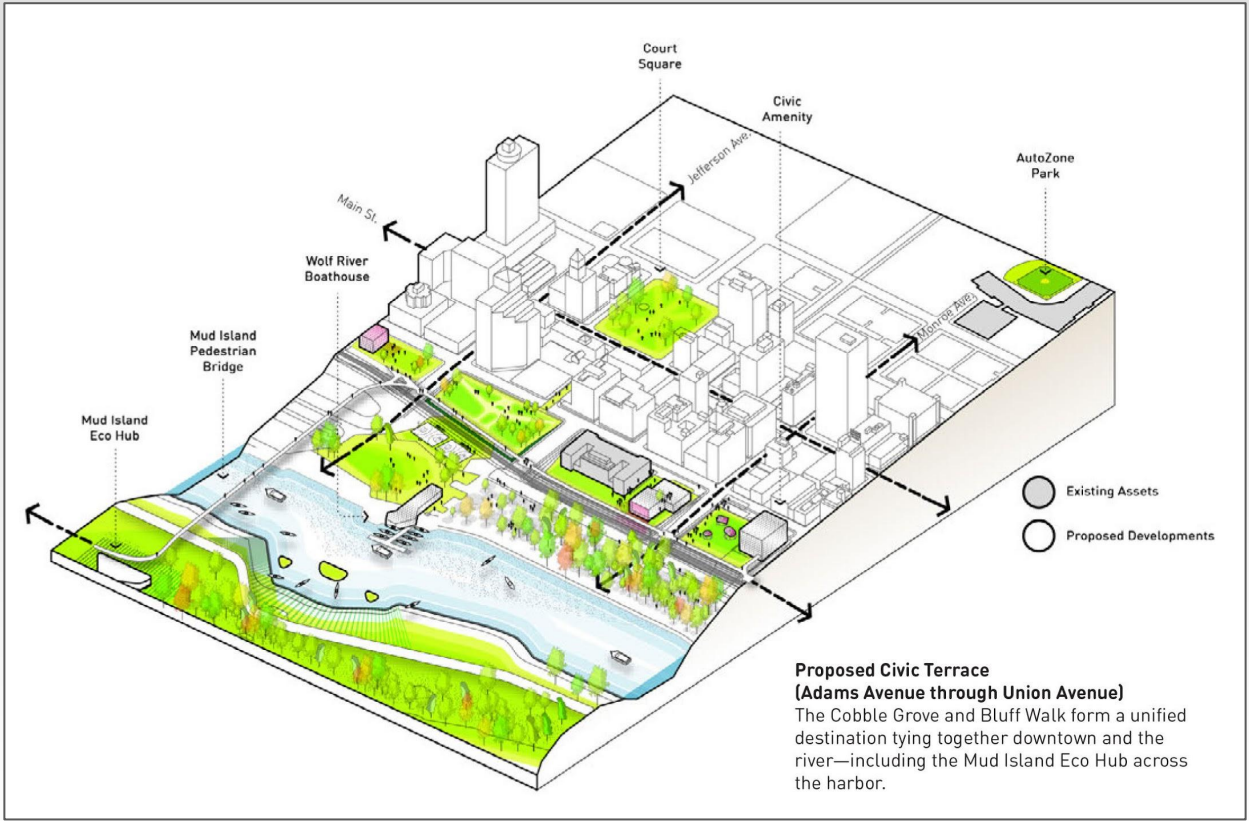 Court
Square
Civic
Amenity
AutoZone
Park
Jefferson Ave.
Main St.
Wolf River
Boathouse
Monroe Ave.
Mud Island
Pedestrian
Bridge
Mud Island
Eco Hub
Existing Assets
Proposed Developments
Proposed Civic Terrace
(Adams Avenue through Union Avenue)
The Cobble Grove and Bluff Walk form a unified
destination tying together downtown and the
river—including the Mud Island Eco Hub across
the harbor.